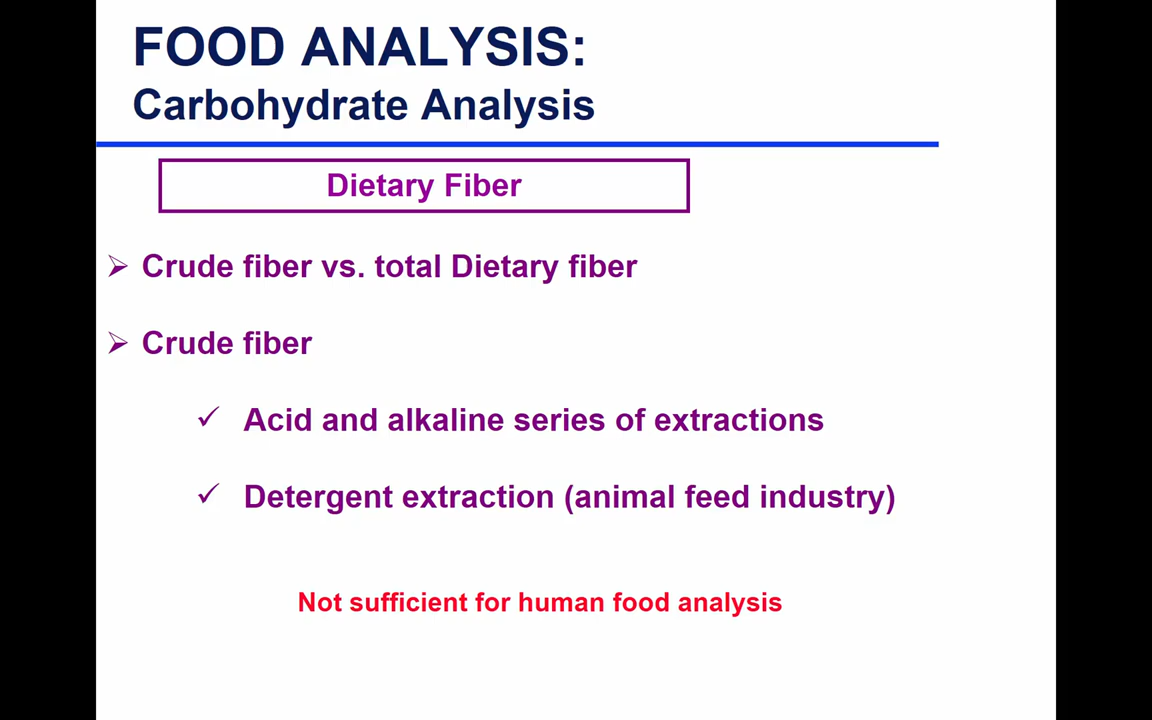 FOOD ANALYSIS:
Carbohydrate Analysis
Dietary Fiber
Crude fiber vs. total Dietary fiber
Crude fiber
Acid and alkaline series of extractions
Detergent extraction (animal feed industry)
Not sufficient for human food analysis